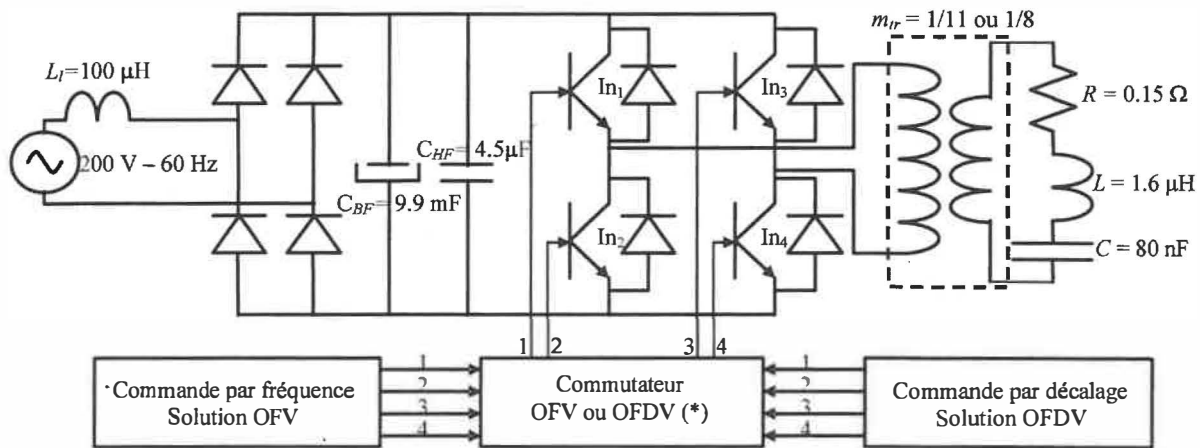 m_tr = 1/11 ou 1/8
L_l=100 µH
In₁
In₃
R = 0.15 Ω
200 V – 60 Hz
C_HF= 4.5µF
L = 1.6 µH
C_BF= 9.9 mF
In₂
In₄
C = 80 nF
1 2 3 4
Commande par fréquence
Solution OFV
1
2
3
4
Commutateur
OFV ou OFDV (*)
1
2
3
4
Commande par décalage
Solution OFDV